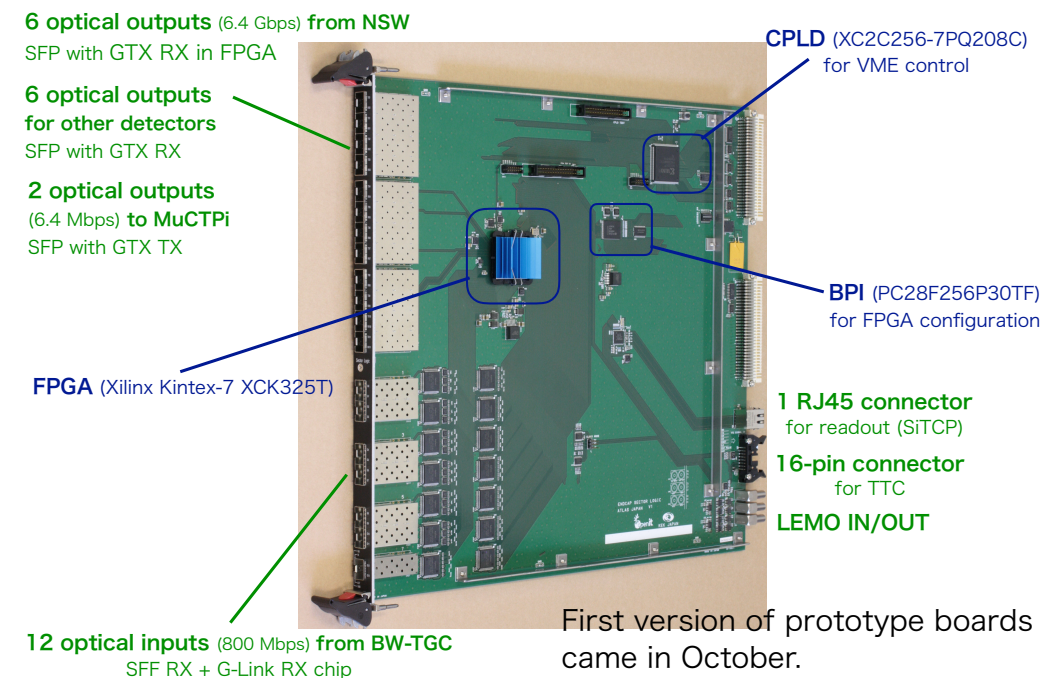 6 optical outputs (6.4 Gbps) from NSW
SFP with GTX RX in FPGA
6 optical outputs
for other detectors
SFP with GTX RX
2 optical outputs
(6.4 Mbps) to MuCTPi
SFP with GTX TX
FPGA (Xilinx Kintex-7 XCK325T)
12 optical inputs (800 Mbps) from BW-TGC
SFF RX + G-Link RX chip
CPLD (XC2C256-7PQ208C)
for VME control
BPI (PC28F256P30TF)
for FPGA configuration
1 RJ45 connector
for readout (SiTCP)
16-pin connector
for TTC
LEMO IN/OUT
ENDCAP SECTOR LOGIC
ATLAS JAPAN V1
KEK JAPAN
First version of prototype boards
came in October.